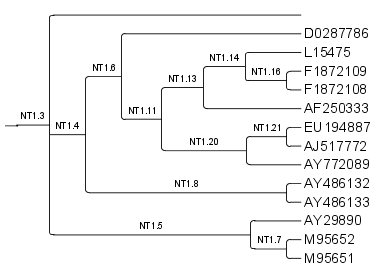 D0287786
L15475
NT1.14
NT1.6
F1872109
NT1.16
NT1.13
F1872108
AF250333
NT1.11
NT1.3
NT1.4
EU194887
NT1.21
AJ517772
NT1.20
AY772089
AY486132
NT1.8
AY486133
AY29890
NT1.5
M95652
NT1.7
M95651